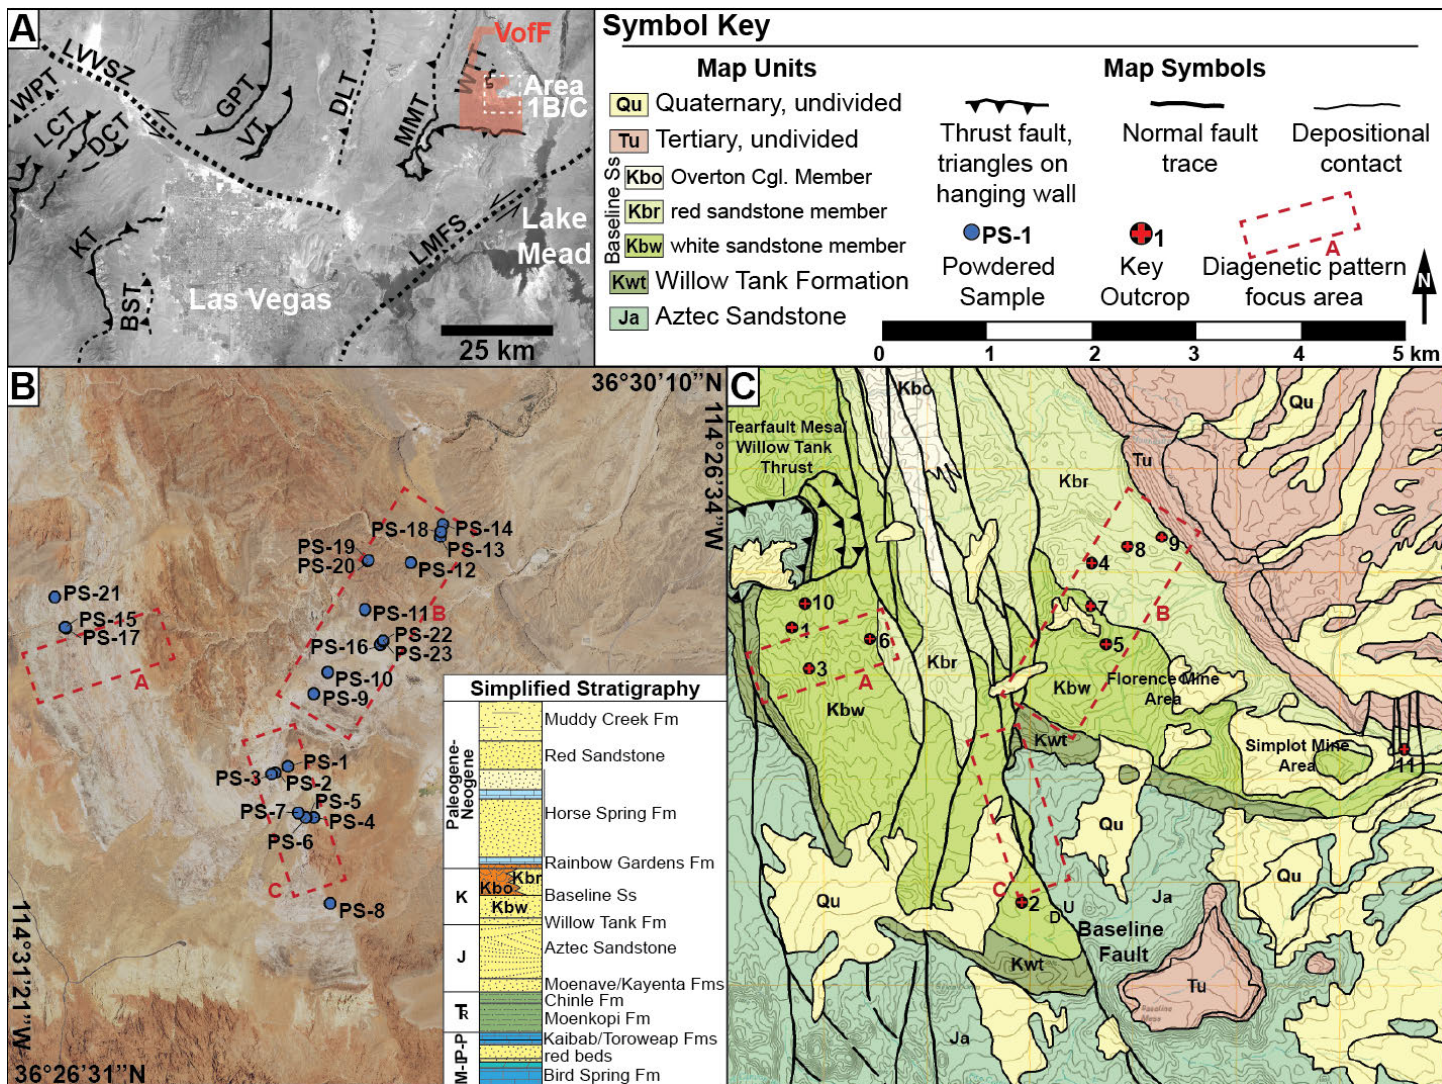 A
LVVSZ
WPT
LCT
DCT
GPT
VT
DLT
MMT
WTT
VofF
Area
1B/C
KT
BST
LMFS
Lake
Mead
Las Vegas
25 km
Symbol Key
Map Units
Qu Quaternary, undivided
Tu Tertiary, undivided
Baseline Ss
Kbo Overton Cgl. Member
Kbr red sandstone member
Kbw white sandstone member
Kwt Willow Tank Formation
Ja Aztec Sandstone
Map Symbols
Thrust fault,
triangles on
hanging wall
Normal fault
trace
Depositional
contact
PS-1
Powdered
Sample
1
Key
Outcrop
A
Diagenetic pattern
focus area
N
0 1 2 3 4 5 km
B
36°30'10"N
114°26'34"W
PS-18
PS-14
PS-13
PS-19
PS-20
PS-12
PS-21
PS-15
PS-17
PS-11
B
PS-22
PS-16
PS-23
A
PS-10
PS-9
PS-1
PS-3
PS-2
PS-5
PS-7
PS-4
PS-6
C
PS-8
114°31'21"W
36°26'31"N
Simplified Stratigraphy
Paleogene-
Neogene
Muddy Creek Fm
Red Sandstone
Horse Spring Fm
Rainbow Gardens Fm
K
Kbr
Kbo
Kbw
Baseline Ss
Willow Tank Fm
J
Aztec Sandstone
Moenave/Kayenta Fms
TR
Chinle Fm
Moenkopi Fm
M-IP-P
Kaibab/Toroweap Fms
red beds
Bird Spring Fm
C
Kbo
Qu
Tearfault Mesa/
Willow Tank
Thrust
Tu
Kbr
8
9
4
10
7
B
1
6
5
3
A
Kbr
Kbw
Florence Mine
Area
Kbw
Kwt
Simplot Mine
Area
11
Qu
Qu
Qu
C
2
U
D
Ja
Baseline
Fault
Kwt
Tu
Baseline
Mesa
Ja